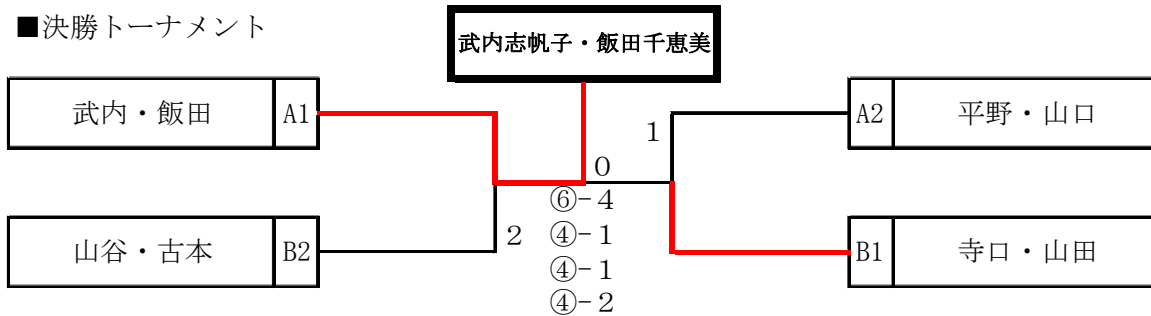 ■決勝トーナメント
武内志帆子・飯田千恵美
武内・飯田 A1
A2 平野・山口
1
0
⑥-4
山谷・古本 B2
2
④-1
④-1
④-2
B1 寺口・山田